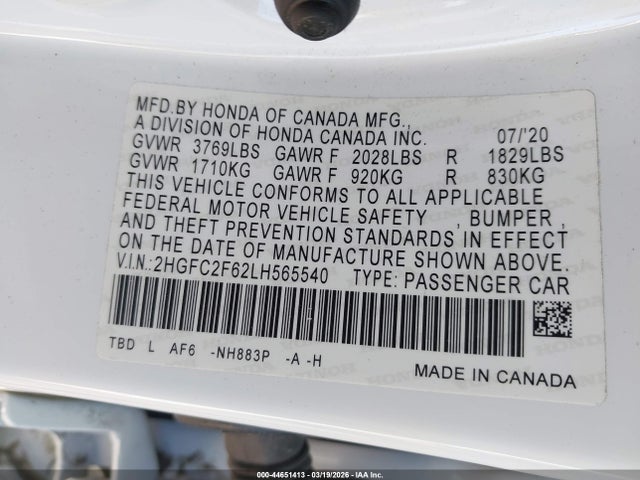 MFD.BY HONDA OF CANADA MFG.,
A DIVISION OF HONDA CANADA INC. 07/'20
GVWR 3769LBS GAWR F 2028LBS R 1829LBS
GVWR 1710KG GAWR F 920KG R 830KG
THIS VEHICLE CONFORMS TO ALL APPLICABLE
FEDERAL MOTOR VEHICLE SAFETY , BUMPER ,
AND THEFT PREVENTION STANDARDS IN EFFECT
ON THE DATE OF MANUFACTURE SHOWN ABOVE.
V.I.N.:2HGFC2F62LH565540 TYPE: PASSENGER CAR
TBD L AF6 -NH883P -A -H
MADE IN CANADA
000-44651413 - 03/19/2026 - IAA Inc.